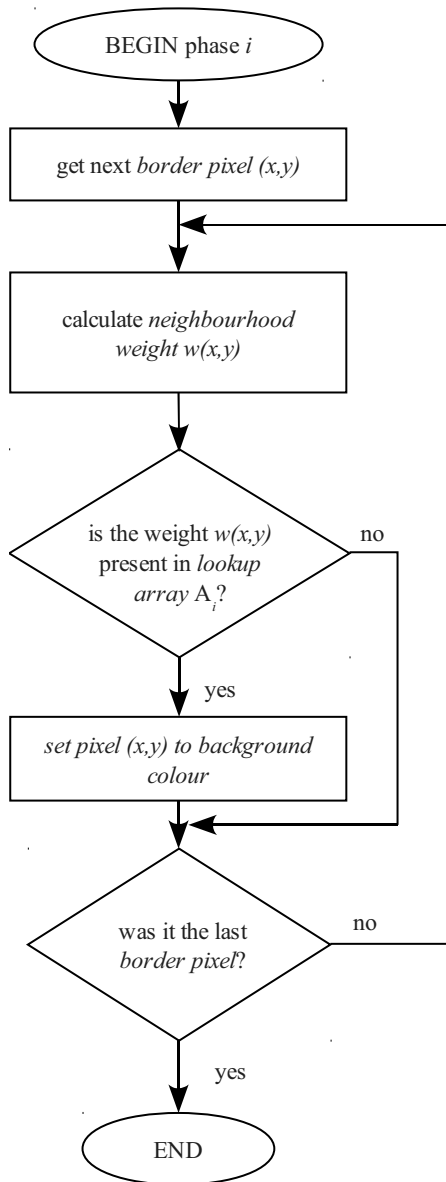 BEGIN phase i
get next border pixel (x,y)
calculate neighbourhood
weight w(x,y)
is the weight w(x,y)
present in lookup
array Ai?
no
yes
set pixel (x,y) to background
colour
was it the last
border pixel?
no
yes
END